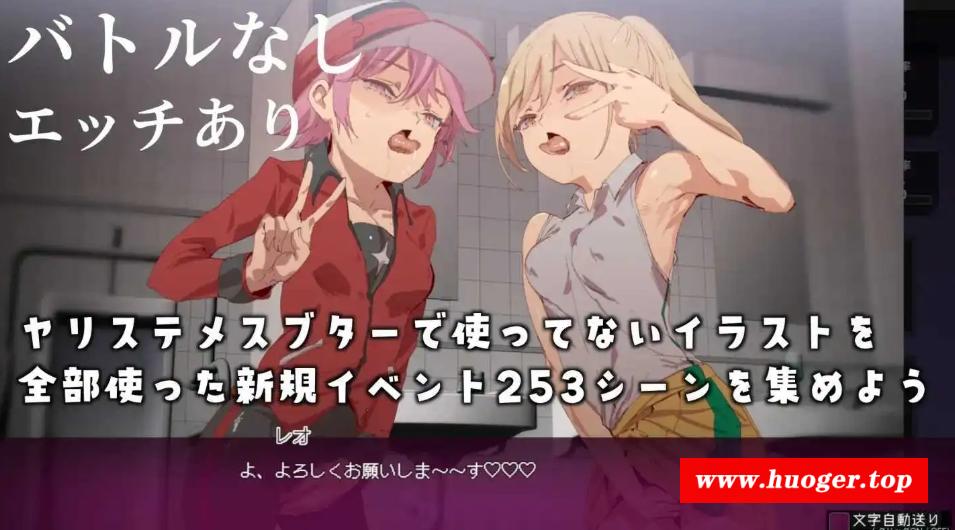 バトルなし
エッチあり
ヤリステメスブターで使ってないイラストを
全部使った新規イベント253シーンを集めよう
レオ
よ、よろしくお願いしま～～す♡♡♡
www.huoger.top
文字自動送り